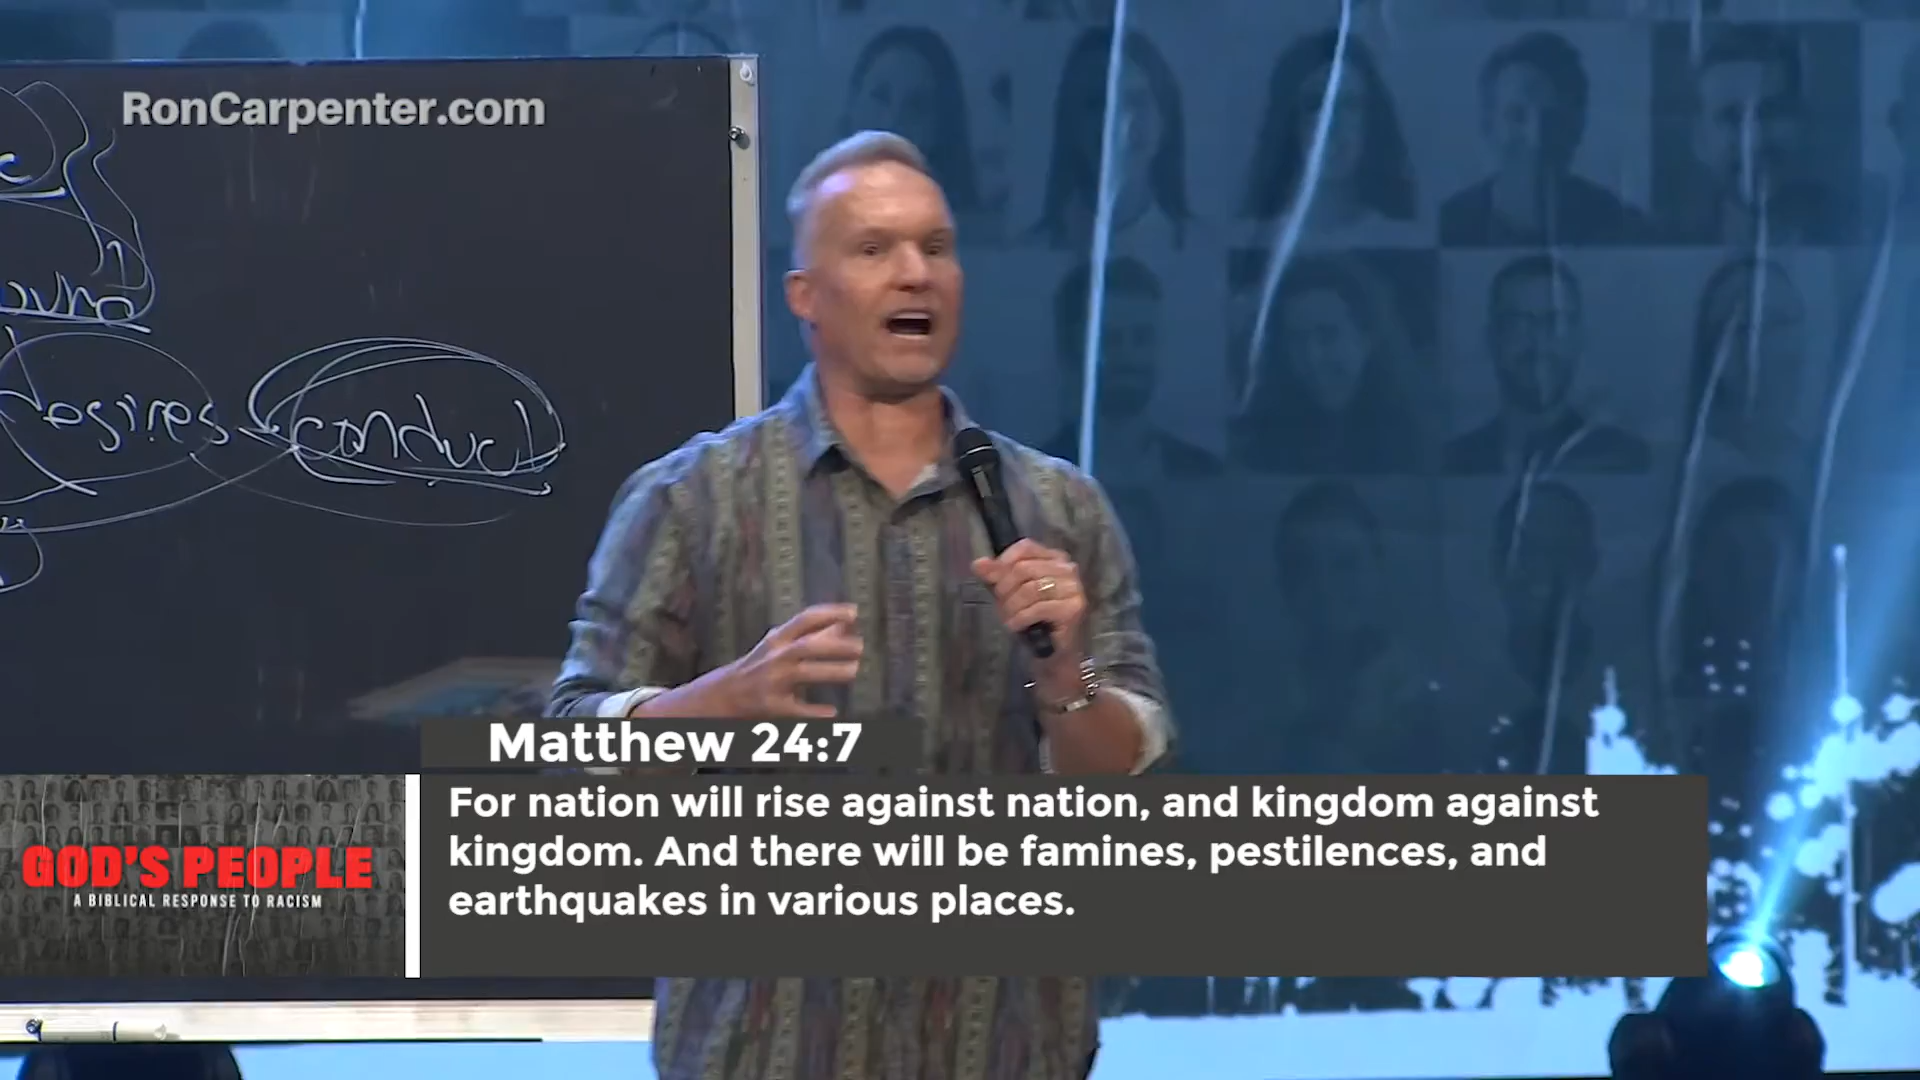 RonCarpenter.com
desires
conduct
Matthew 24:7
For nation will rise against nation, and kingdom against
kingdom. And there will be famines, pestilences, and
earthquakes in various places.
GOD'S PEOPLE
A BIBLICAL RESPONSE TO RACISM